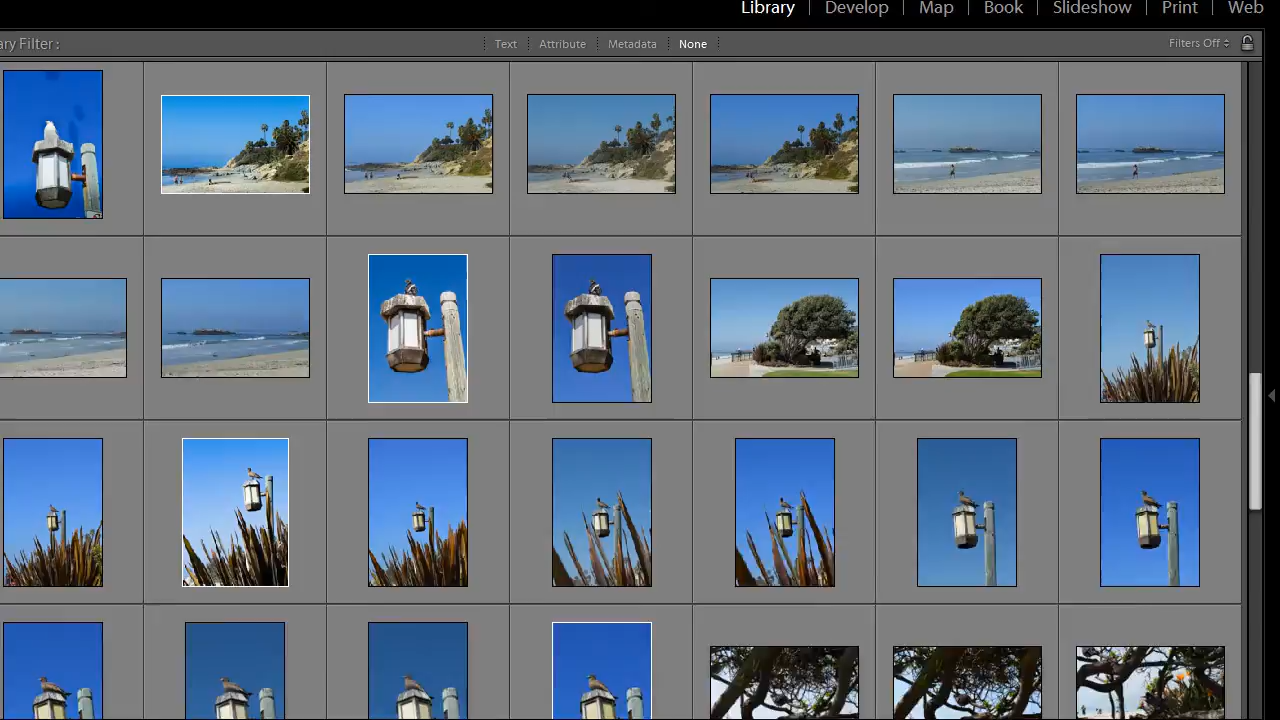 Library Develop Map Book Slideshow Print Web
ary Filter: Text Attribute Metadata None Filters Off